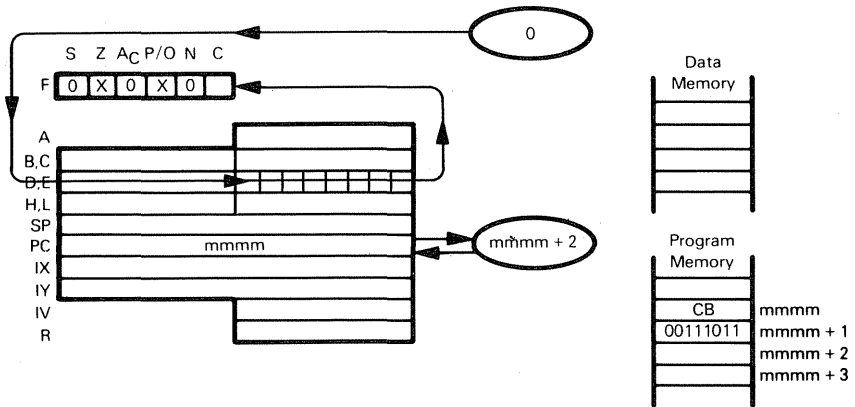 0
S Z AC P/O N C
F 0 X 0 X 0
A
B,C
D,E
H,L
SP
PC mmmm mmmm + 2
IX
IY
IV
R
Data
Memory
Program
Memory
CB mmmm
00111011 mmmm + 1
mmmm + 2
mmmm + 3